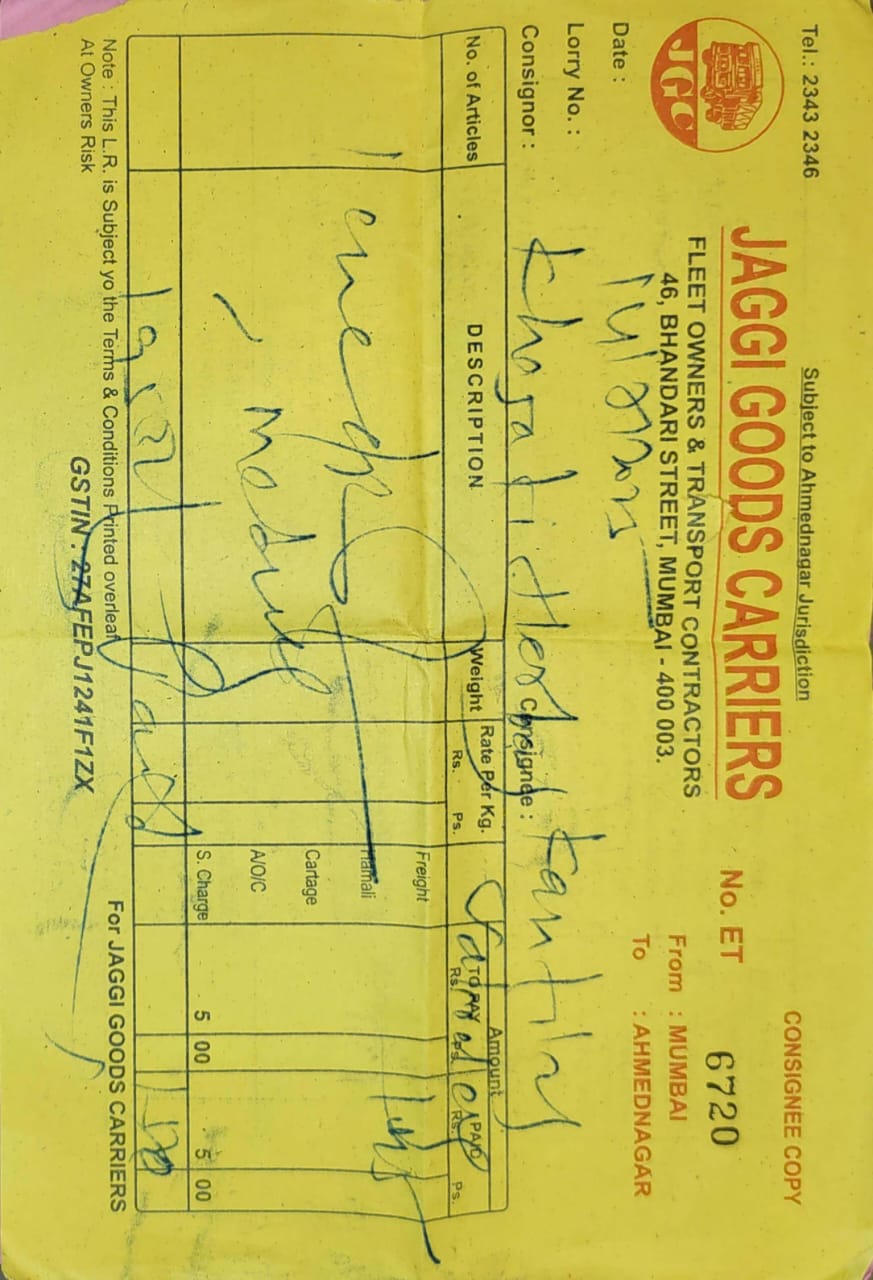 Tel.: 2343 2346
Subject to Ahmednagar Jurisdiction
CONSIGNEE COPY
JGC
JAGGI GOODS CARRIERS
No. ET 6720
FLEET OWNERS & TRANSPORT CONTRACTORS
46, BHANDARI STREET, MUMBAI - 400 003.
From : MUMBAI
To : AHMEDNAGAR
Date :
Lorry No. :
Consignor : Consignee :
No. of Articles DESCRIPTION Weight Rate Per Kg. Amount
Rs. Ps. TO PAY Rs. Ps. PAID Rs. Ps.
Freight
Hamali
Cartage
A/O/C
S. Charge 5 00 5 00
Paid
Note : This L.R. is Subject yo the Terms & Conditions Printed overleaf
At Owners Risk
GSTIN : 27AFEPJ1241F1ZX
For JAGGI GOODS CARRIERS